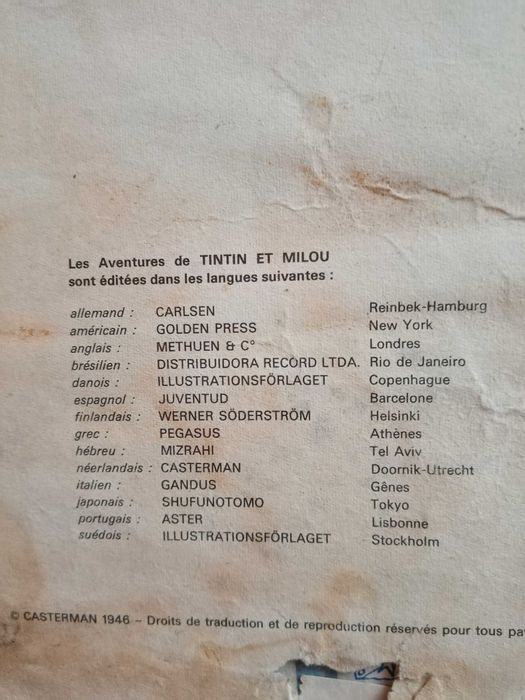 Les Aventures de TINTIN ET MILOU
sont éditées dans les langues suivantes :
allemand : CARLSEN Reinbek-Hamburg
américain : GOLDEN PRESS New York
anglais : METHUEN & C° Londres
brésilien : DISTRIBUIDORA RECORD LTDA. Rio de Janeiro
danois : ILLUSTRATIONSFÖRLAGET Copenhague
espagnol : JUVENTUD Barcelone
finlandais : WERNER SÖDERSTRÖM Helsinki
grec : PEGASUS Athènes
hébreu : MIZRAHI Tel Aviv
néerlandais : CASTERMAN Doornik-Utrecht
italien : GANDUS Gênes
japonais : SHUFUNOTOMO Tokyo
portugais : ASTER Lisbonne
suédois : ILLUSTRATIONSFÖRLAGET Stockholm
© CASTERMAN 1946 – Droits de traduction et de reproduction réservés pour tous